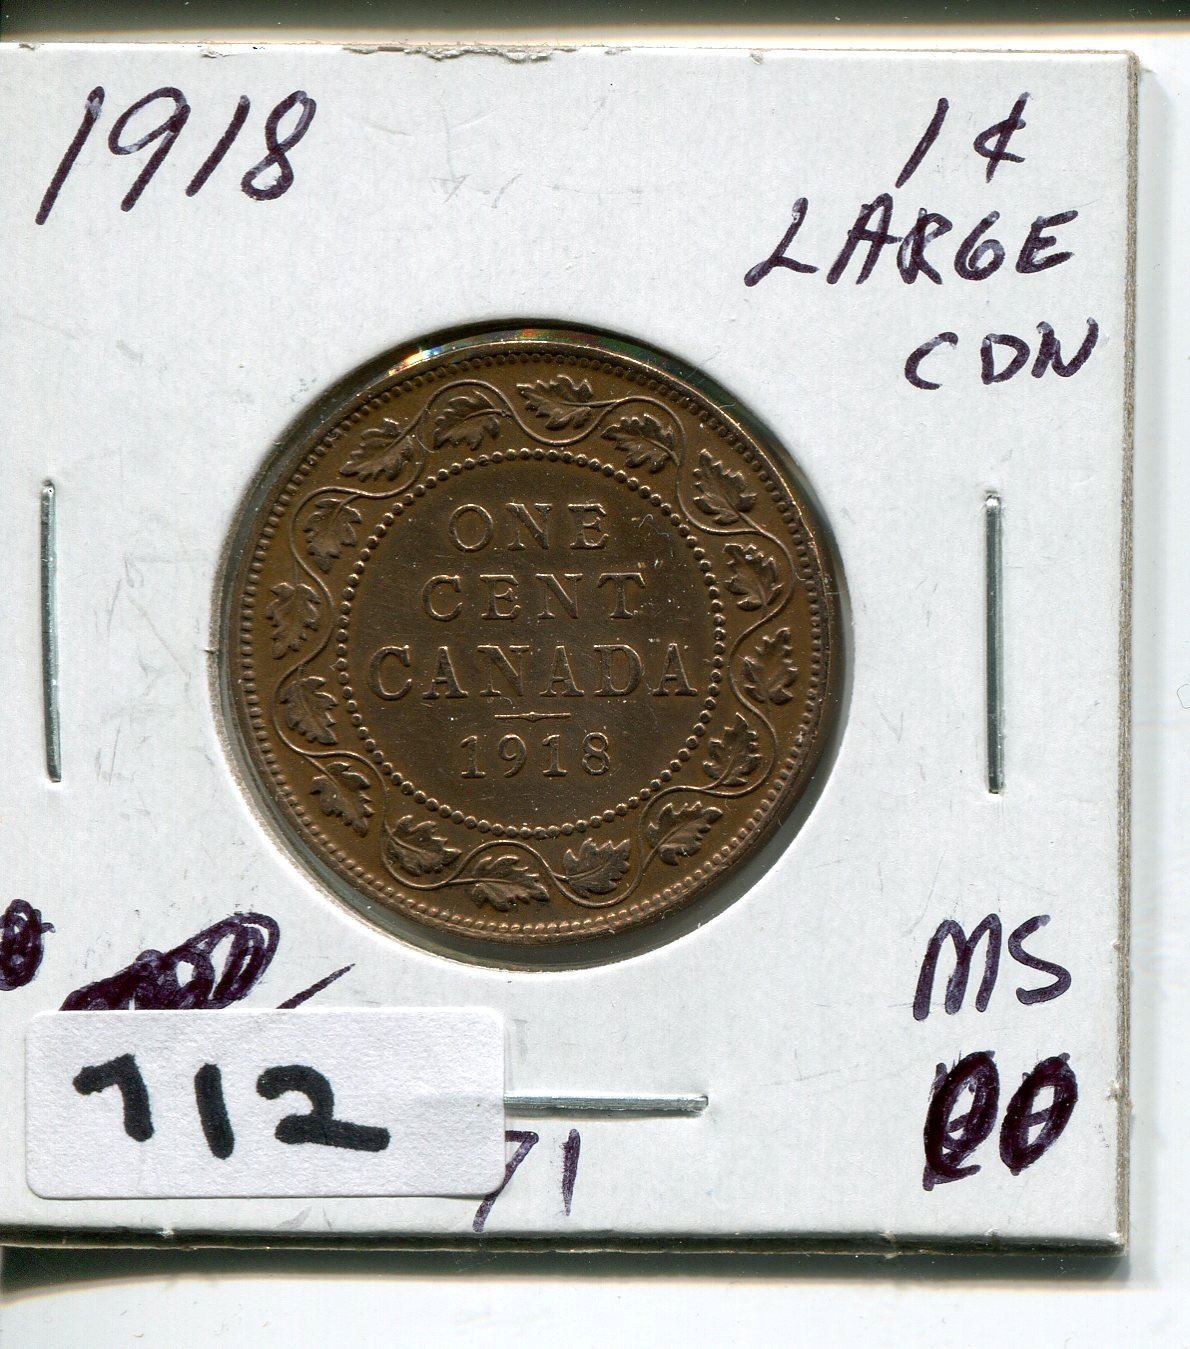 1918
1¢
LARGE
CDN
ONE
CENT
CANADA
1918
MS
712
71